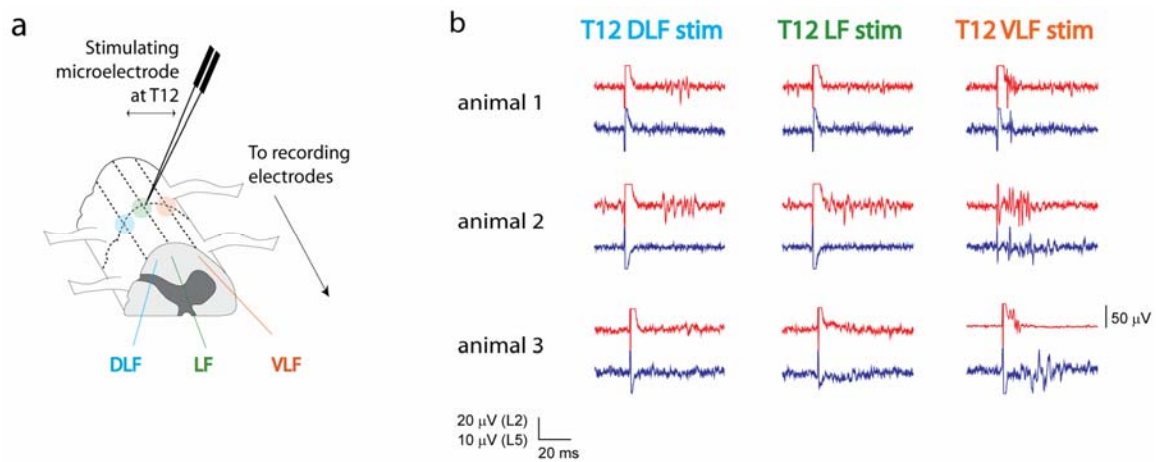 a
Stimulating
microelectrode
at T12
To recording
electrodes
DLF
LF
VLF
b
T12 DLF stim
T12 LF stim
T12 VLF stim
animal 1
animal 2
animal 3
50 μV
20 μV (L2)
10 μV (L5)
20 ms